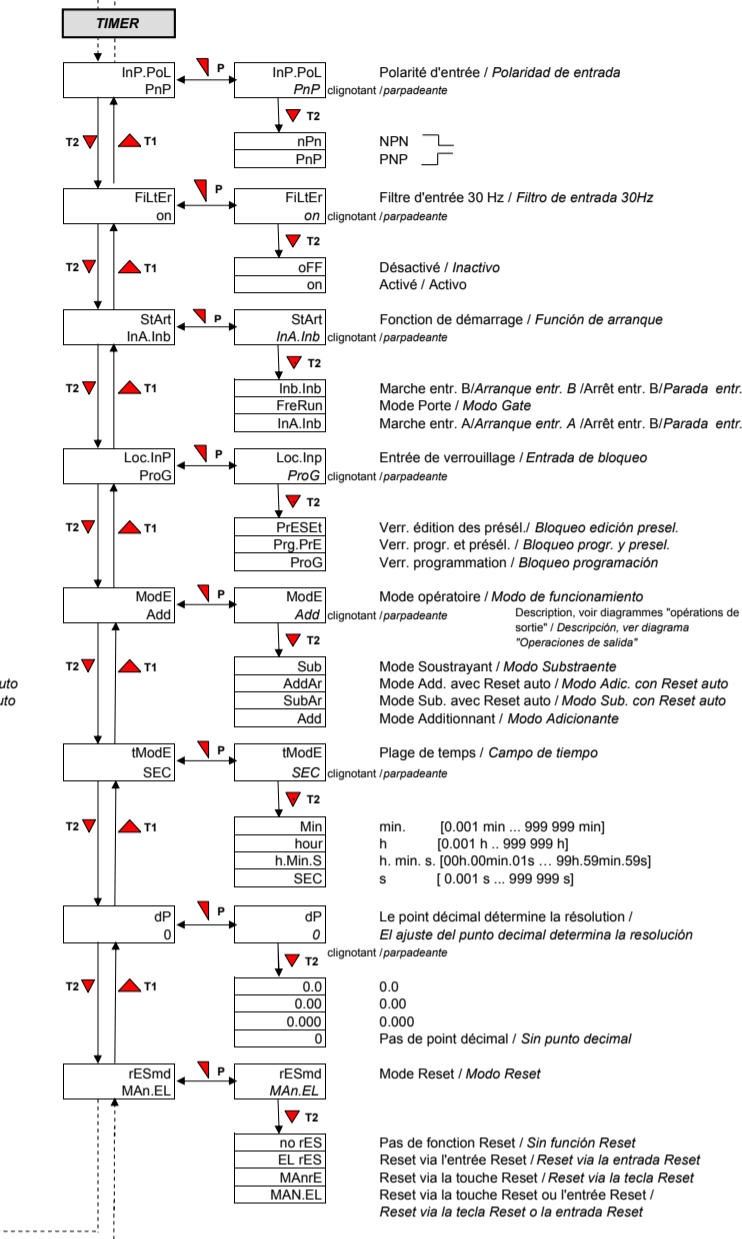 TIMER
InP.PoL P InP.PoL Polarité d'entrée / Polaridad de entrada
PnP PnP clignotant /parpadeante
T2
T2 T1 nPn NPN
PnP PNP
FiLtEr P FiLtEr Filtre d'entrée 30 Hz / Filtro de entrada 30Hz
on on clignotant /parpadeante
T2
T2 T1 oFF Désactivé / Inactivo
on Activé / Activo
StArt P StArt Fonction de démarrage / Función de arranque
InA.Inb InA.Inb clignotant /parpadeante
T2
T2 T1 Inb.Inb Marche entr. B/Arranque entr. B /Arrêt entr. B/Parada entr.
FreRun Mode Porte / Modo Gate
InA.Inb Marche entr. A/Arranque entr. A /Arrêt entr. B/Parada entr.
Loc.InP P Loc.Inp Entrée de verrouillage / Entrada de bloqueo
ProG ProG clignotant /parpadeante
T2
T2 T1 PrESEt Verr. édition des présél./ Bloqueo edición presel.
Prg.PrE Verr. progr. et présél. / Bloqueo progr. y presel.
ProG Verr. programmation / Bloqueo programación
ModE P ModE Mode opératoire / Modo de funcionamiento
Add Add clignotant /parpadeante Description, voir diagrammes "opérations de
sortie" / Descripción, ver diagrama
"Operaciones de salida"
T2
T2 T1 Sub Mode Soustrayant / Modo Substraente
uto AddAr Mode Add. avec Reset auto / Modo Adic. con Reset auto
uto SubAr Mode Sub. avec Reset auto / Modo Sub. con Reset auto
Add Mode Additionnant / Modo Adicionante
tModE P tModE Plage de temps / Campo de tiempo
SEC SEC clignotant /parpadeante
T2
T2 T1 Min min. [0.001 min ... 999 999 min]
hour h [0.001 h .. 999 999 h]
h.Min.S h. min. s. [00h.00min.01s … 99h.59min.59s]
SEC s [ 0.001 s ... 999 999 s]
dP P dP Le point décimal détermine la résolution /
0 0 El ajuste del punto decimal determina la resolución
clignotant /parpadeante
T2
T2 T1 0.0 0.0
0.00 0.00
0.000 0.000
0 Pas de point décimal / Sin punto decimal
rESmd P rESmd Mode Reset / Modo Reset
MAn.EL MAn.EL
T2
no rES Pas de fonction Reset / Sin función Reset
EL rES Reset via l'entrée Reset / Reset via la entrada Reset
MAnrE Reset via la touche Reset / Reset via la tecla Reset
MAN.EL Reset via la touche Reset ou l'entrée Reset /
Reset via la tecla Reset o la entrada Reset